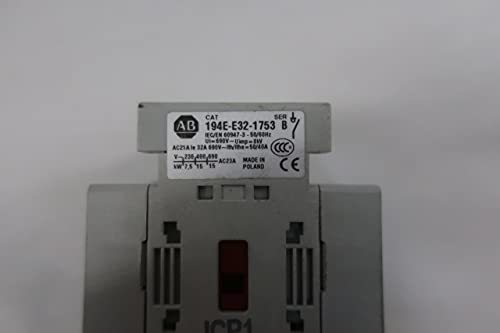 AB
CAT SER
194E-E32-1753 B
IEC/EN 60947-3 - 50/60Hz
Ui=690V~ Uimp = 8kV
AC21A Ie 32A 690V~ Ith/Ithe=50/40A
V~ 230 400 690 AC23A
kW 7,5 15 15
MADE IN
POLAND
CCC